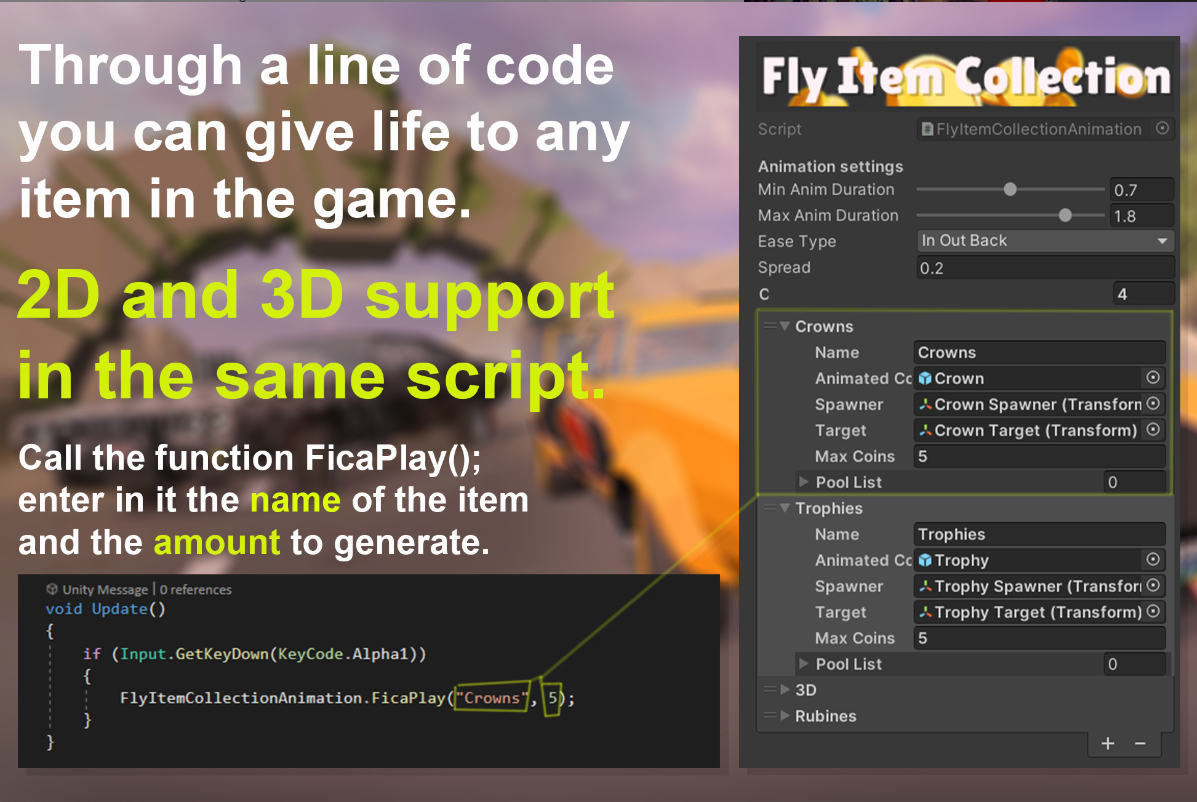 Through a line of code
you can give life to any
item in the game.
2D and 3D support
in the same script.
Call the function FicaPlay();
enter in it the name of the item
and the amount to generate.
Unity Message | 0 references
void Update()
{
if (Input.GetKeyDown(KeyCode.Alpha1))
{
FlyItemCollectionAnimation.FicaPlay("Crowns", 5);
}
}
Fly Item Collection
Script FlyItemCollectionAnimation
Animation settings
Min Anim Duration 0.7
Max Anim Duration 1.8
Ease Type In Out Back
Spread 0.2
C 4
Crowns
Name Crowns
Animated Co Crown
Spawner Crown Spawner (Transform
Target Crown Target (Transform)
Max Coins 5
Pool List 0
Trophies
Name Trophies
Animated Co Trophy
Spawner Trophy Spawner (Transfor
Target Trophy Target (Transform)
Max Coins 5
Pool List 0
3D
Rubines
+ −